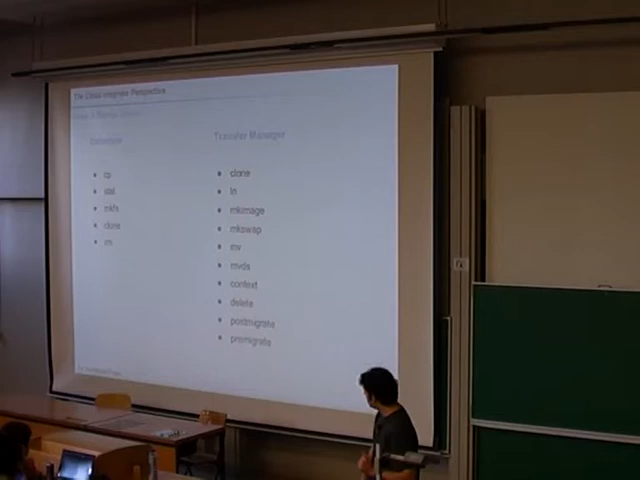 The Cloud-Integrator Perspective
Datastore
cp
stat
mkfs
clone
rm
Transfer Manager
clone
ln
mkimage
mkswap
mv
mvds
context
delete
postmigrate
premigrate